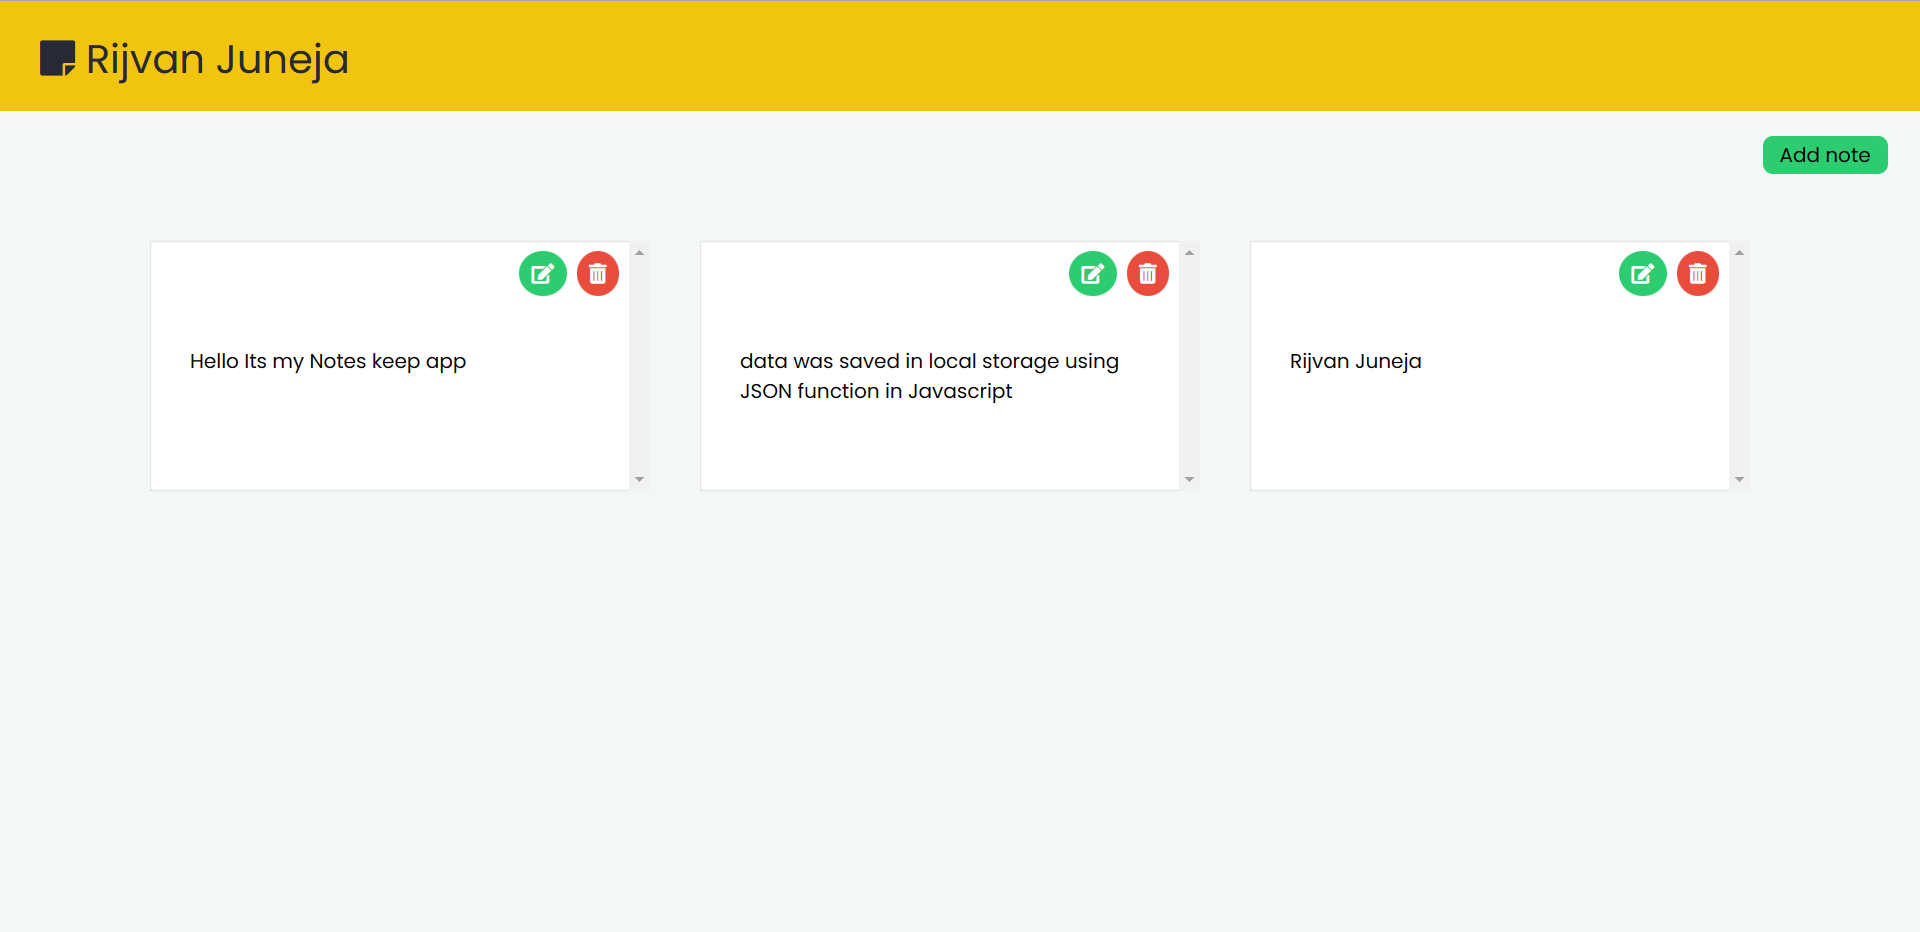 Rijvan Juneja
Add note
Hello Its my Notes keep app
data was saved in local storage using
JSON function in Javascript
Rijvan Juneja